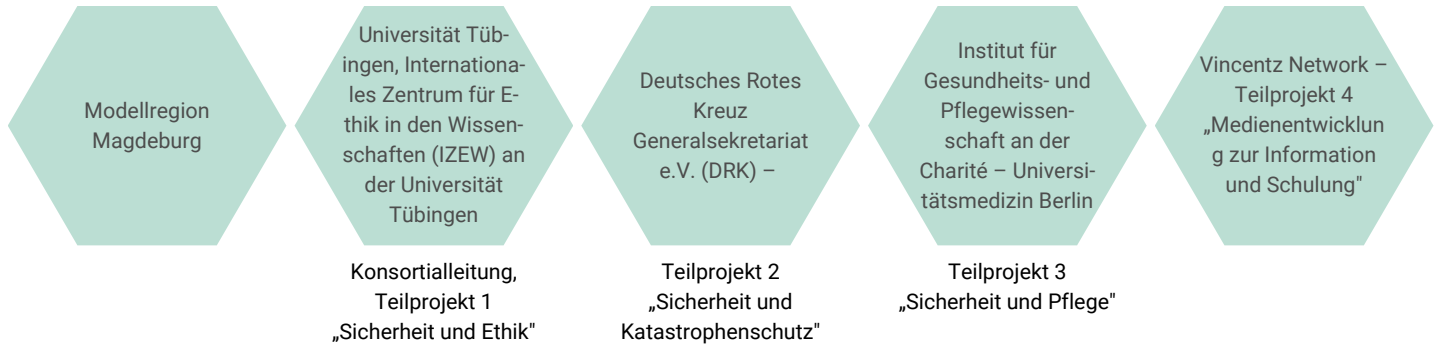 Modellregion
Magdeburg
Universität Tüb-
ingen, Internationa-
les Zentrum für E-
thik in den Wissen-
schaften (IZEW) an
der Universität
Tübingen
Konsortialleitung,
Teilprojekt 1
„Sicherheit und Ethik"
Deutsches Rotes
Kreuz
Generalsekretariat
e.V. (DRK) –
Teilprojekt 2
„Sicherheit und
Katastrophenschutz"
Institut für
Gesundheits- und
Pflegewissen-
schaft an der
Charité – Universi-
tätsmedizin Berlin
Teilprojekt 3
„Sicherheit und Pflege"
Vincentz Network –
Teilprojekt 4
„Medienentwicklun
g zur Information
und Schulung"